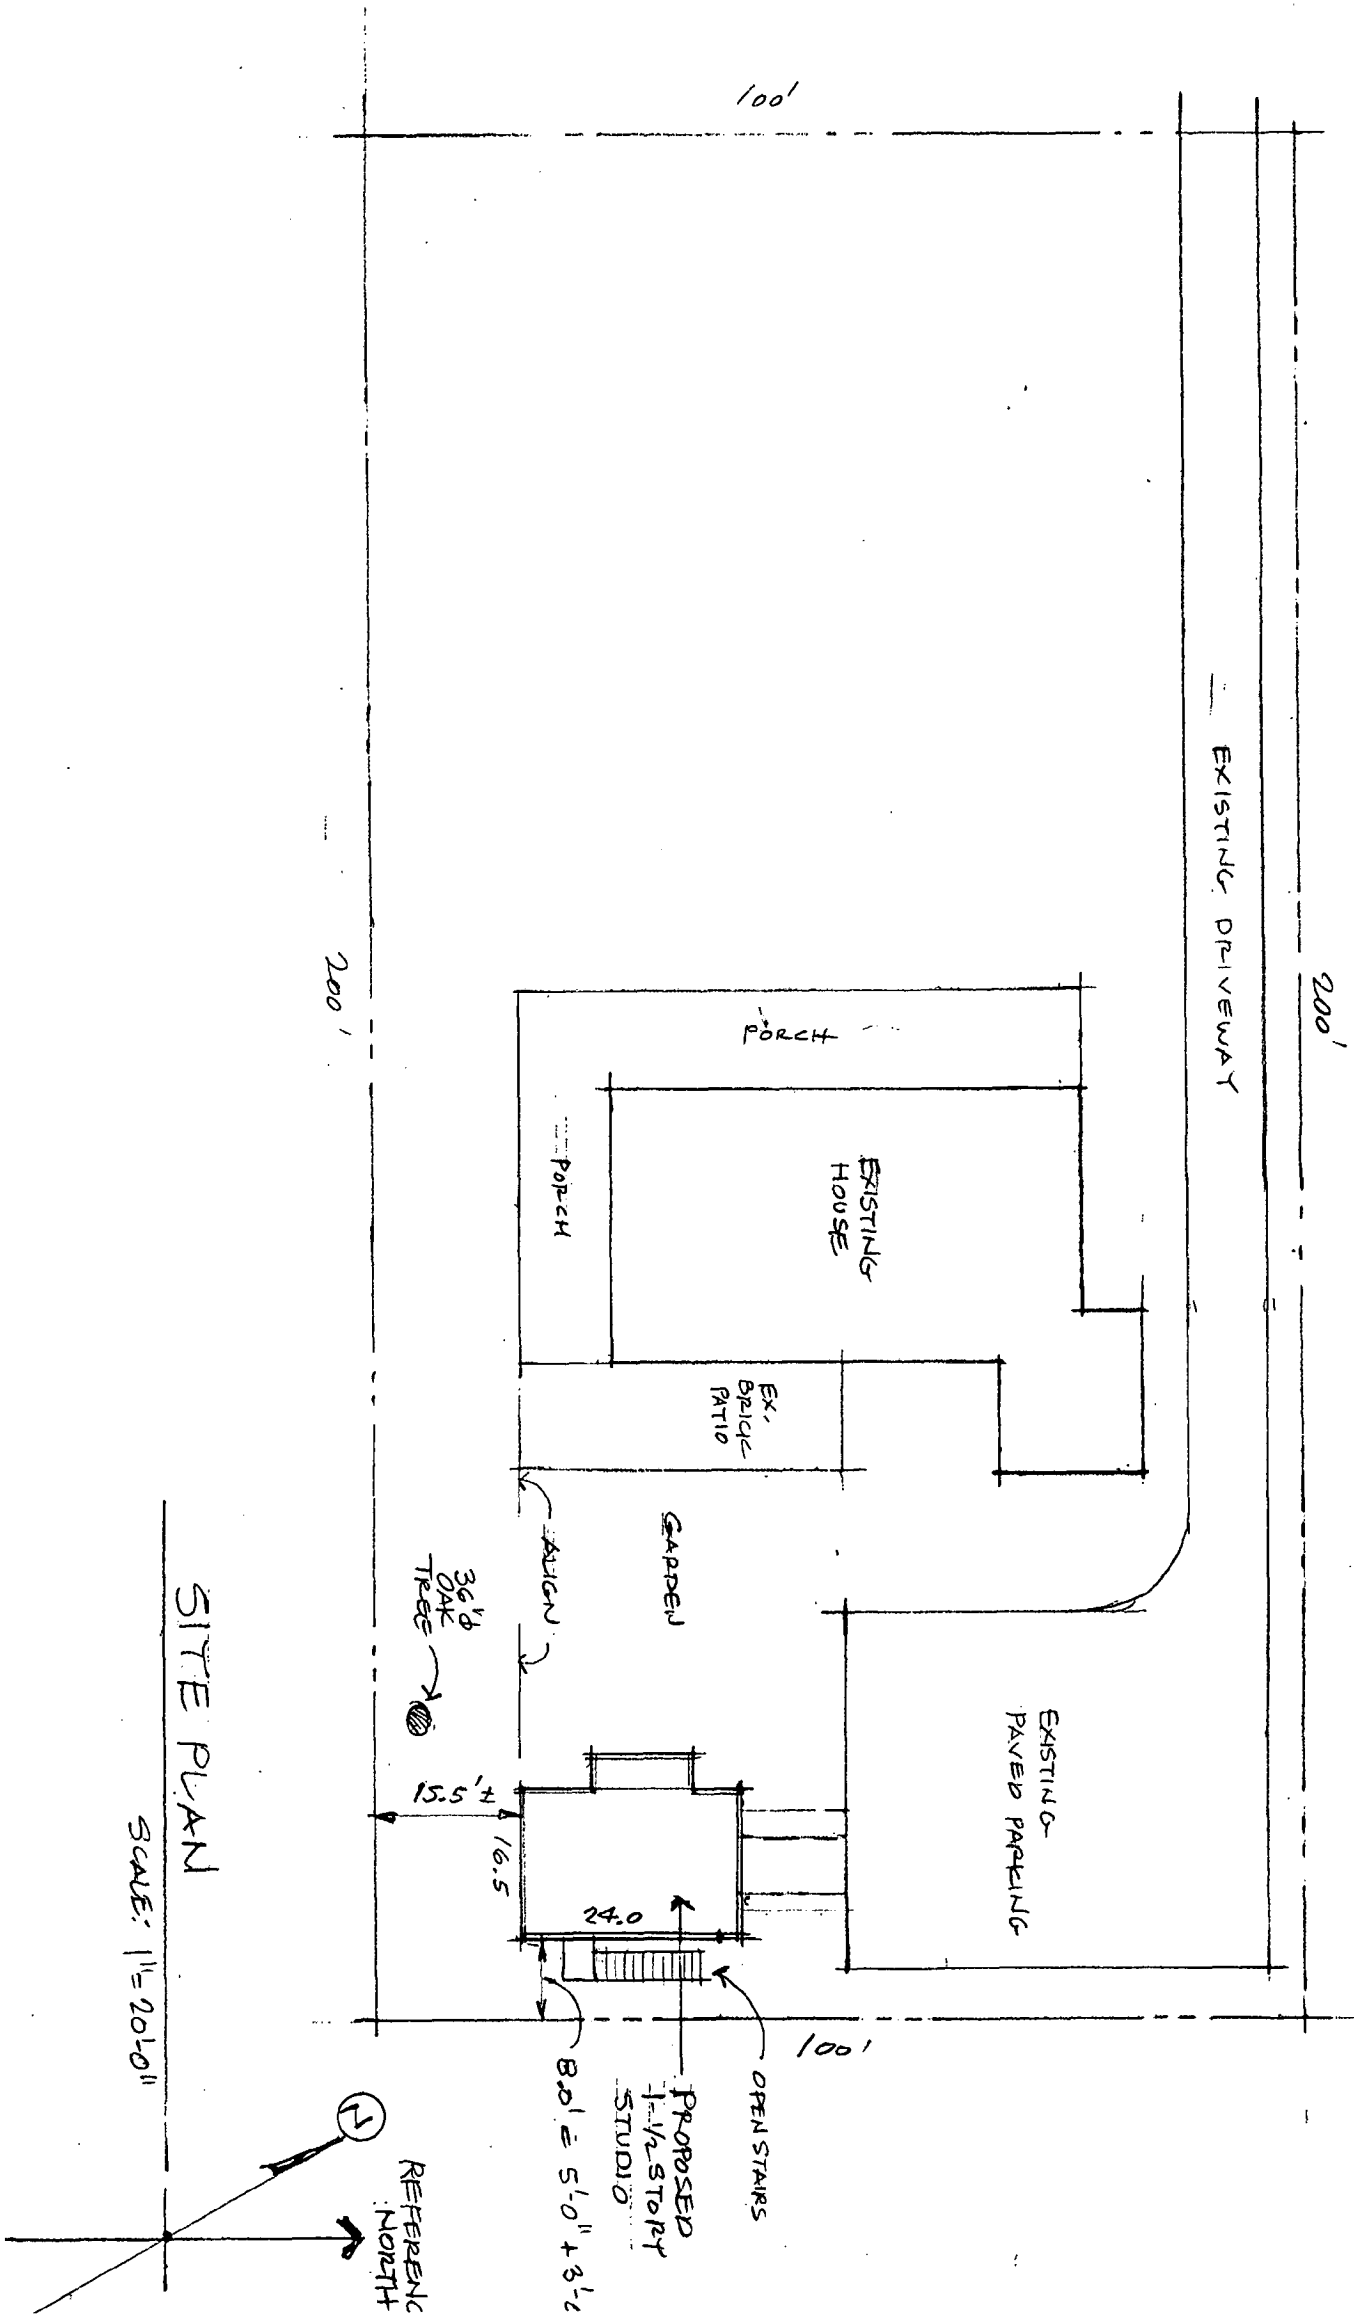 100'
EXISTING DRIVEWAY
200'
200'
PORCH
PORCH
EXISTING
HOUSE
EX.
BRICK
PATIO
GARDEN
ALIGN
36"ϕ
OAK
TREE
EXISTING
PAVED PARKING
15.5'±
16.5
24.0
100'
OPEN STAIRS
PROPOSED
1-1/2 STORY
STUDIO
8.0' = 5'-0" + 3'-0
SITE PLAN
SCALE: 1"=20'-0"
N
REFERENC
NORTH